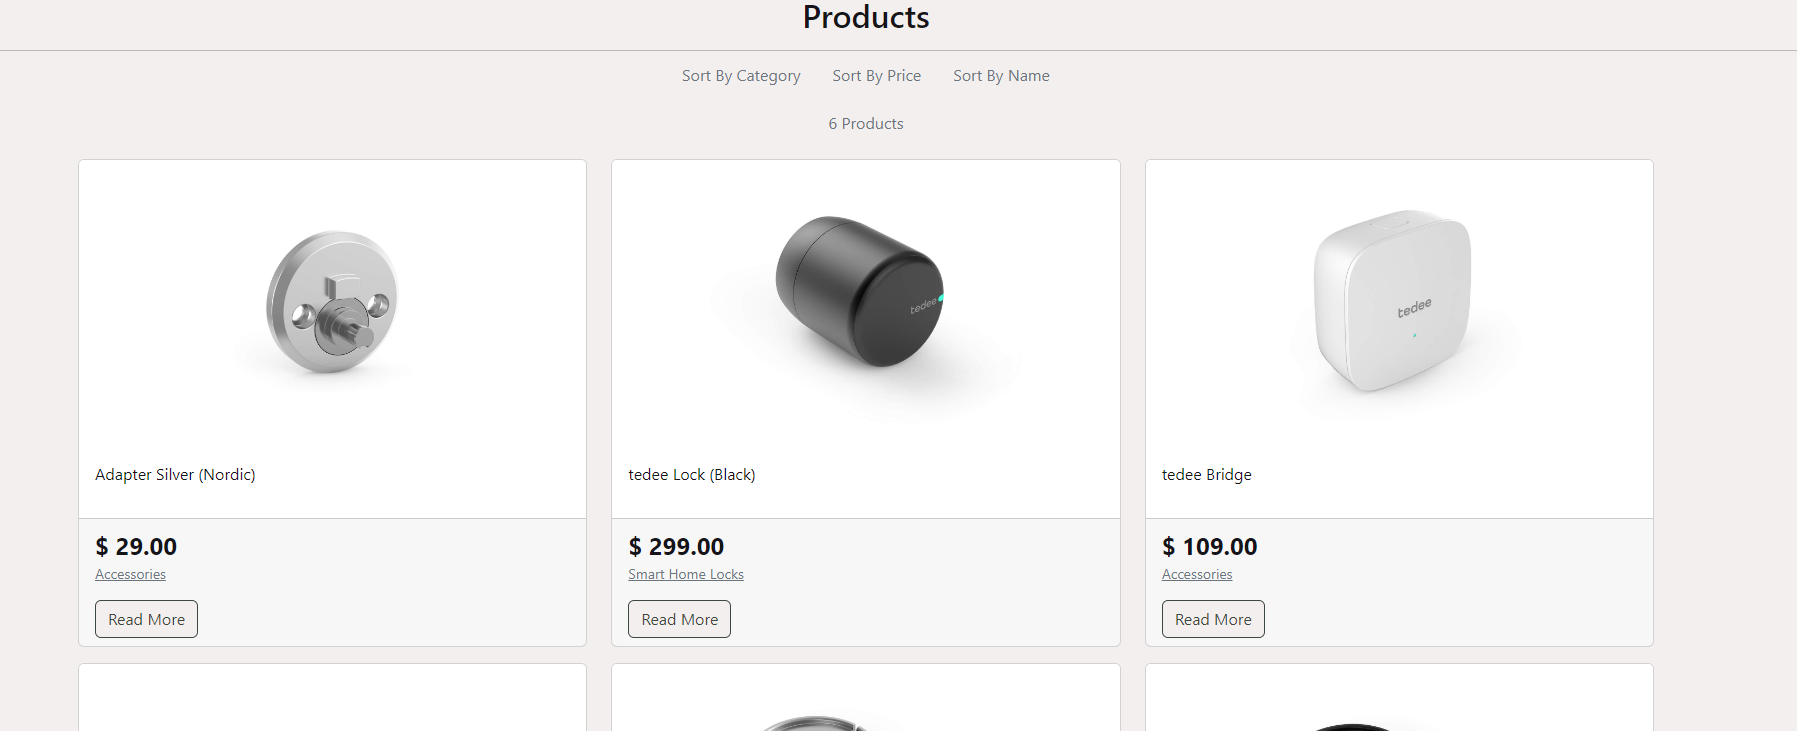 Products
Sort By Category Sort By Price Sort By Name
6 Products
tedee
tedee
Adapter Silver (Nordic)
tedee Lock (Black)
tedee Bridge
$ 29.00
Accessories
Read More
$ 299.00
Smart Home Locks
Read More
$ 109.00
Accessories
Read More